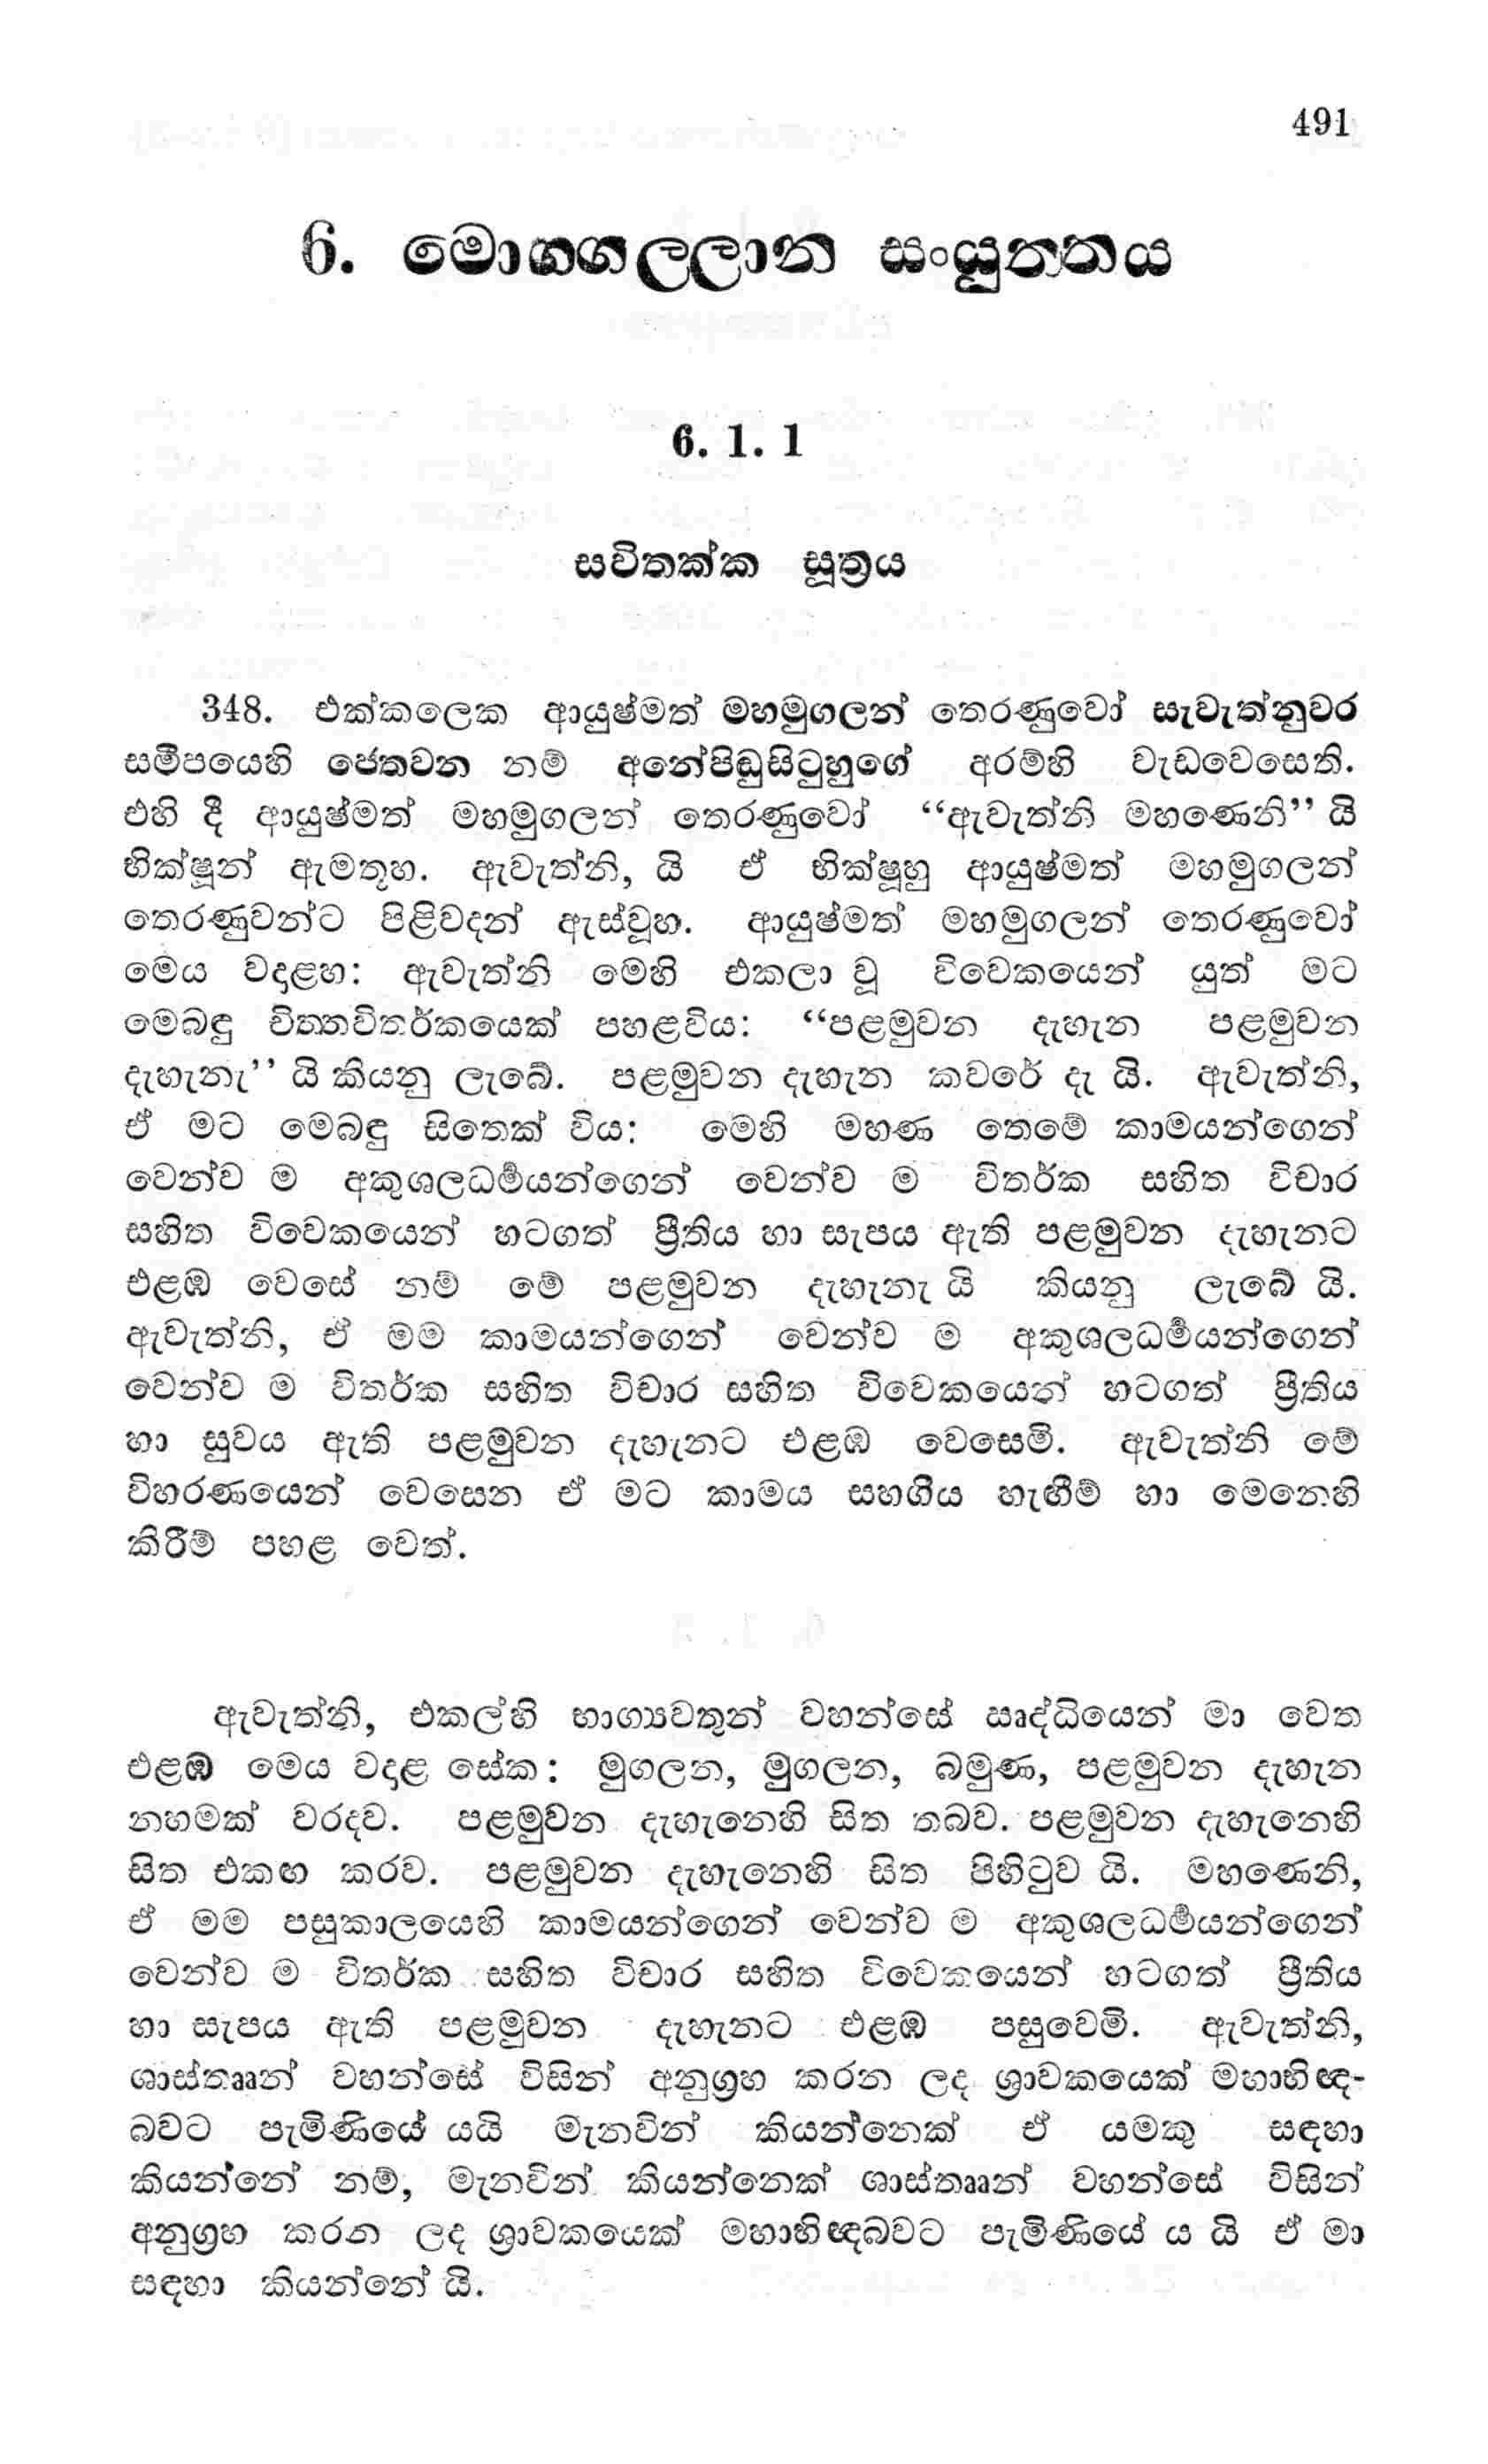 491
6. මොග්ගල්ලාන සංයුත්තය
6. 1. 1
සවිතක්ක සූත්‍රය
348. එක්කලෙක ආයුෂ්මත් මහමුගලන් තෙරණුවෝ සැවැත්නුවර
සමීපයෙහි ජෙතවන නම් අනේපිඬුසිටුහුගේ අරම්හි වැඩවෙසෙති.
එහි දී ආයුෂ්මත් මහමුගලන් තෙරණුවෝ “ඇවැත්නි මහණෙනි” යි
භික්ෂූන් ඇමතූහ. ඇවැත්නි, යි ඒ භික්ෂූහු ආයුෂ්මත් මහමුගලන්
තෙරණුවන්ට පිළිවදන් ඇස්වූහ. ආයුෂ්මත් මහමුගලන් තෙරණුවෝ
මෙය වදාළහ: ඇවැත්නි මෙහි එකලා වූ විවෙකයෙන් යුත් මට
මෙබඳු චිත්තවිතර්කයෙක් පහළවිය: “පළමුවන දැහැන පළමුවන
දැහැනැ” යි කියනු ලැබේ. පළමුවන දැහැන කවරේ දැ යි. ඇවැත්නි,
ඒ මට මෙබඳු සිතෙක් විය: මෙහි මහණ තෙමේ කාමයන්ගෙන්
වෙන්ව ම අකුශලධර්‍මයන්ගෙන් වෙන්ව ම විතර්ක සහිත විචාර
සහිත විවෙකයෙන් හටගත් ප්‍රීතිය හා සැපය ඇති පළමුවන දැහැනට
එළඹ වෙසේ නම් මේ පළමුවන දැහැනැ යි කියනු ලැබේ යි.
ඇවැත්නි, ඒ මම කාමයන්ගෙන් වෙන්ව ම අකුශලධර්‍මයන්ගෙන්
වෙන්ව ම විතර්ක සහිත විචාර සහිත විවෙකයෙන් හටගත් ප්‍රීතිය
හා සුවය ඇති පළමුවන දැහැනට එළඹ වෙසෙමි. ඇවැත්නි මේ
විහරණයෙන් වෙසෙන ඒ මට කාමය සහගිය හැඟීම් හා මෙනෙහි
කිරීම් පහළ වෙත්.
ඇවැත්නි, එකල්හි භාග්‍යවතුන් වහන්සේ ඍද්ධියෙන් මා වෙත
එළඹ මෙය වදාළ සේක: මුගලන, මුගලන, බමුණ, පළමුවන දැහැන
නහමක් වරදව. පළමුවන දැහැනෙහි සිත තබව. පළමුවන දැහැනෙහි
සිත එකඟ කරව. පළමුවන දැහැනෙහි සිත පිහිටුව යි. මහණෙනි,
ඒ මම පසුකාලයෙහි කාමයන්ගෙන් වෙන්ව ම අකුශලධර්‍මයන්ගෙන්
වෙන්ව ම විතර්ක සහිත විචාර සහිත විවෙකයෙන් හටගත් ප්‍රීතිය
හා සැපය ඇති පළමුවන දැහැනට එළඹ පසුවෙමි. ඇවැත්නි,
ශාස්තෲන් වහන්සේ විසින් අනුග්‍රහ කරන ලද ශ්‍රාවකයෙක් මහාභිඥ-
බවට පැමිණියේ යයි මැනවින් කියන්නෙක් ඒ යමකු සඳහා
කියන්නේ නම්, මැනවින් කියන්නෙක් ශාස්තෲන් වහන්සේ විසින්
අනුග්‍රහ කරන ලද ශ්‍රාවකයෙක් මහාභිඥබවට පැමිණියේ ය යි ඒ මා
සඳහා කියන්නේ යි.